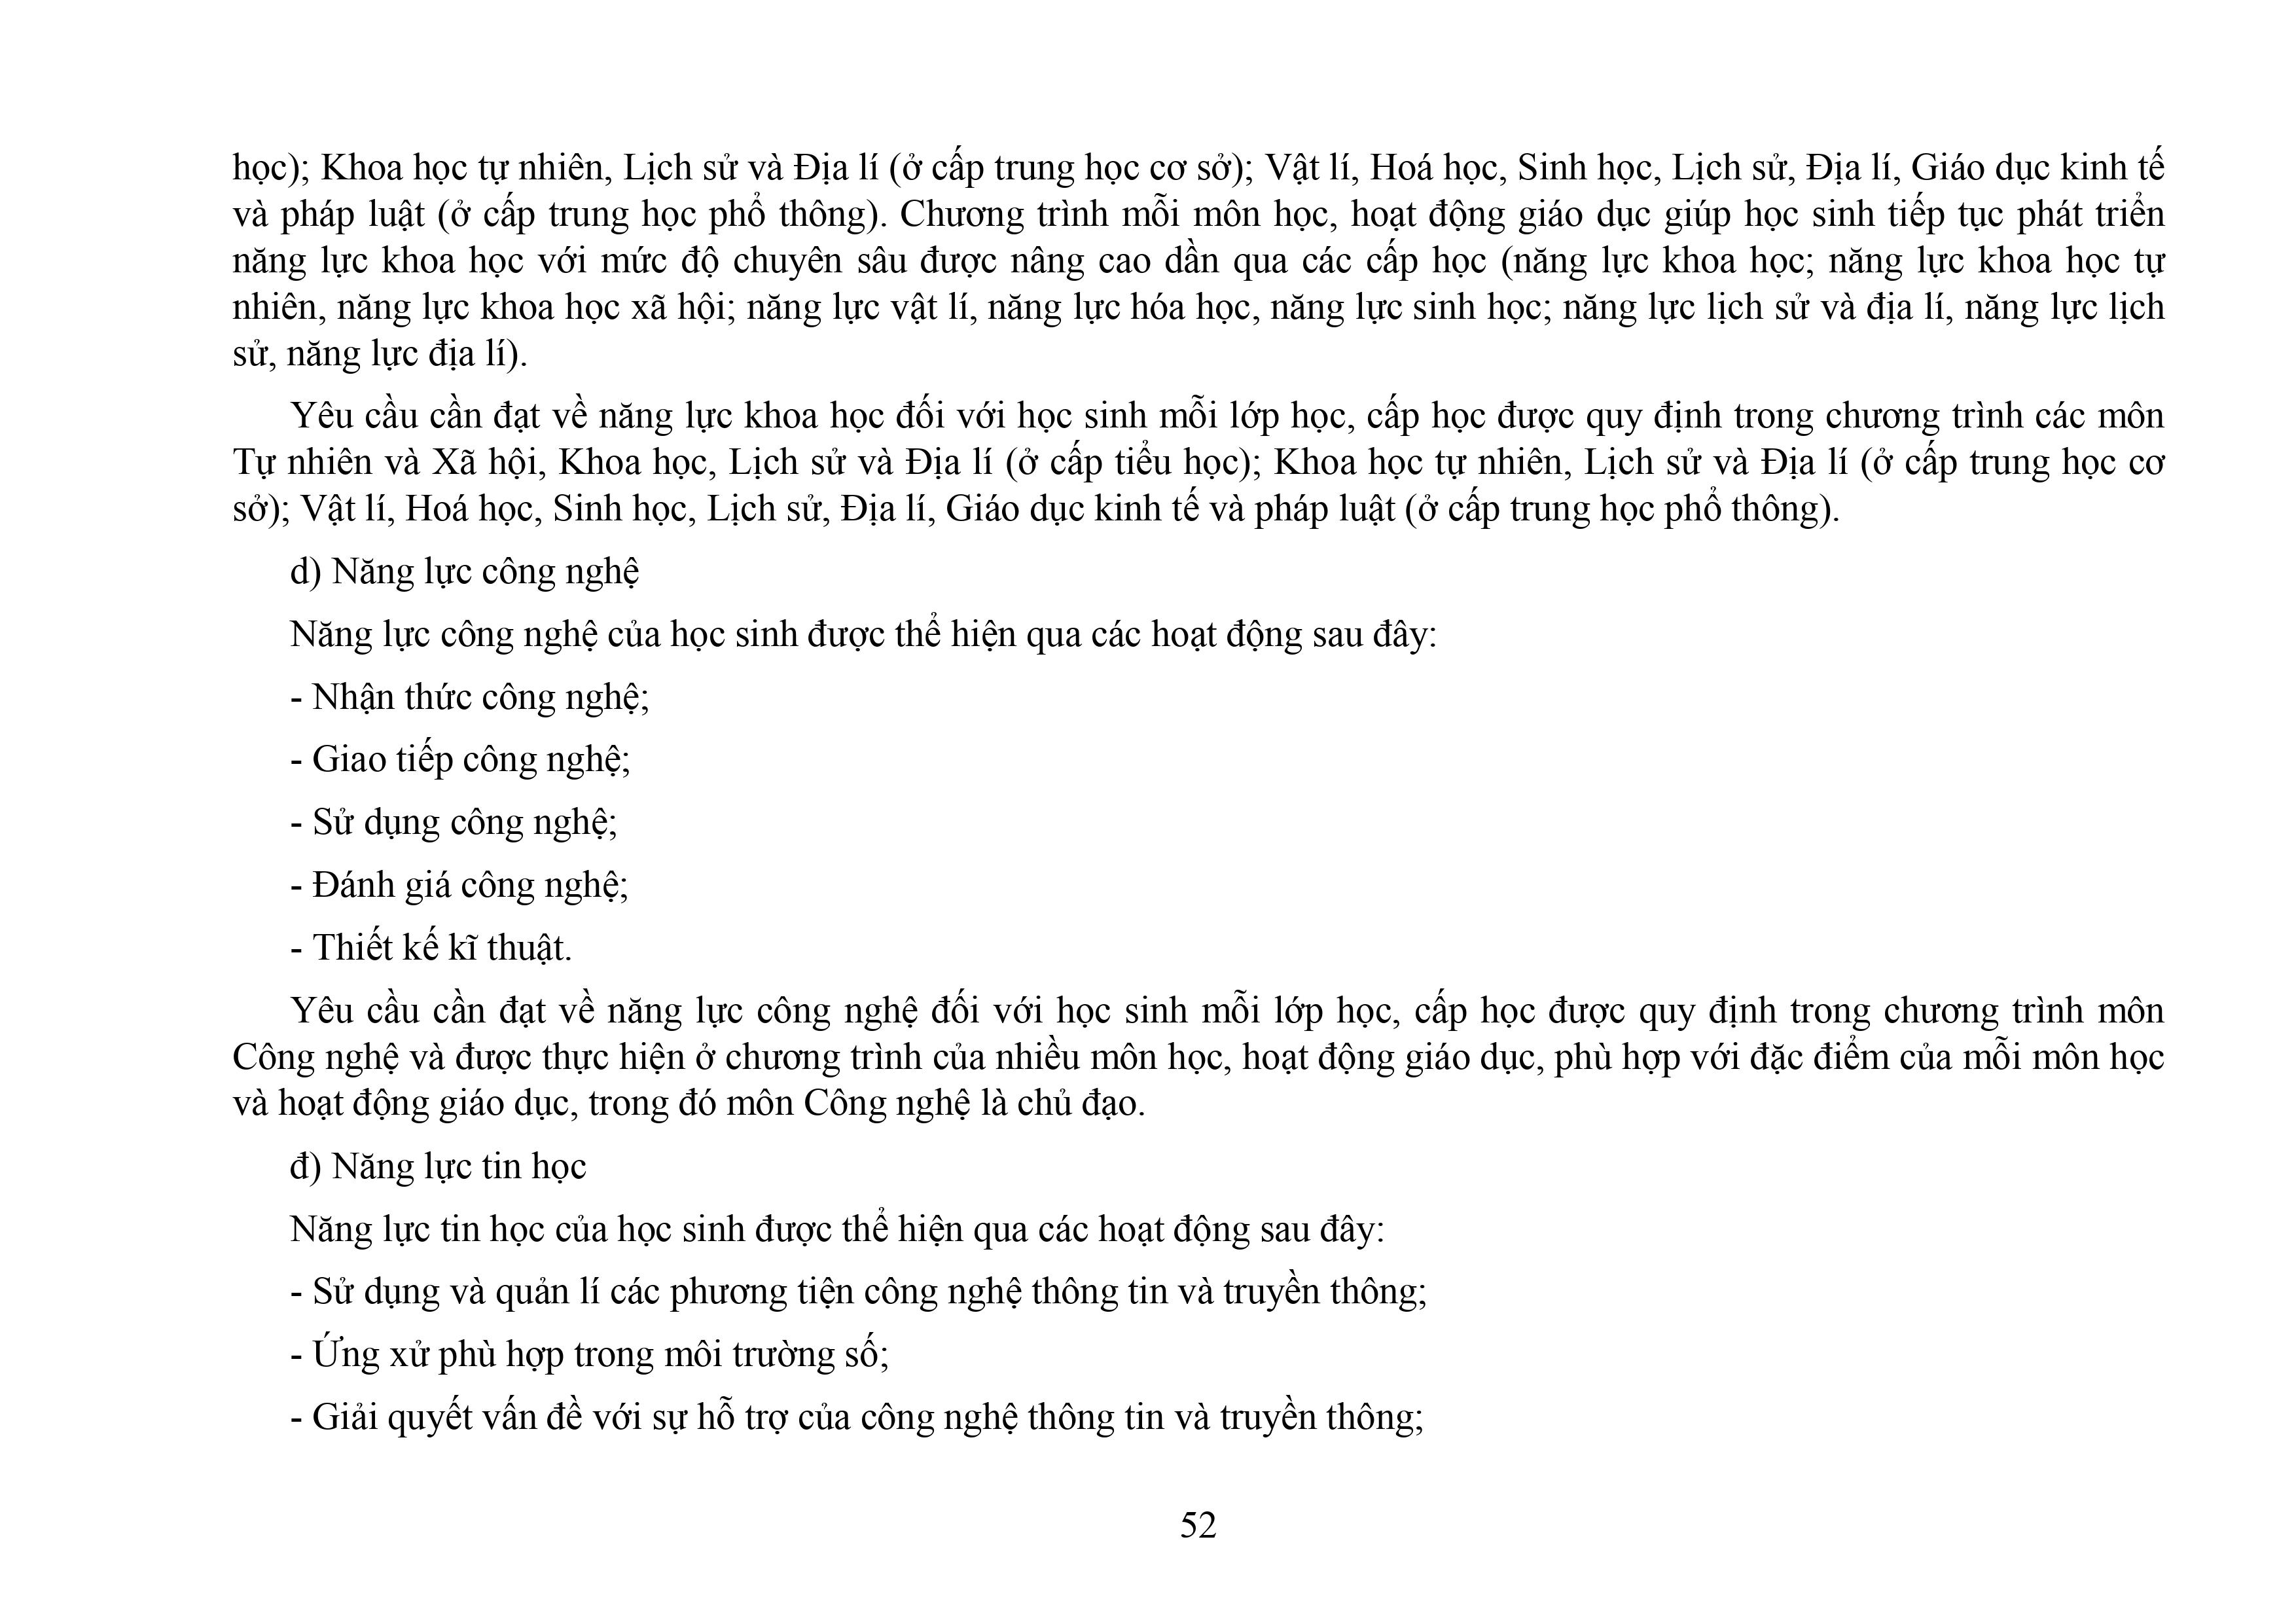 học); Khoa học tự nhiên, Lịch sử và Địa lí (ở cấp trung học cơ sở); Vật lí, Hoá học, Sinh học, Lịch sử, Địa lí, Giáo dục kinh tế
và pháp luật (ở cấp trung học phổ thông). Chương trình mỗi môn học, hoạt động giáo dục giúp học sinh tiếp tục phát triển
năng lực khoa học với mức độ chuyên sâu được nâng cao dần qua các cấp học (năng lực khoa học; năng lực khoa học tự
nhiên, năng lực khoa học xã hội; năng lực vật lí, năng lực hóa học, năng lực sinh học; năng lực lịch sử và địa lí, năng lực lịch
sử, năng lực địa lí).
Yêu cầu cần đạt về năng lực khoa học đối với học sinh mỗi lớp học, cấp học được quy định trong chương trình các môn
Tự nhiên và Xã hội, Khoa học, Lịch sử và Địa lí (ở cấp tiểu học); Khoa học tự nhiên, Lịch sử và Địa lí (ở cấp trung học cơ
sở); Vật lí, Hoá học, Sinh học, Lịch sử, Địa lí, Giáo dục kinh tế và pháp luật (ở cấp trung học phổ thông).
d) Năng lực công nghệ
Năng lực công nghệ của học sinh được thể hiện qua các hoạt động sau đây:
- Nhận thức công nghệ;
- Giao tiếp công nghệ;
- Sử dụng công nghệ;
- Đánh giá công nghệ;
- Thiết kế kĩ thuật.
Yêu cầu cần đạt về năng lực công nghệ đối với học sinh mỗi lớp học, cấp học được quy định trong chương trình môn
Công nghệ và được thực hiện ở chương trình của nhiều môn học, hoạt động giáo dục, phù hợp với đặc điểm của mỗi môn học
và hoạt động giáo dục, trong đó môn Công nghệ là chủ đạo.
đ) Năng lực tin học
Năng lực tin học của học sinh được thể hiện qua các hoạt động sau đây:
- Sử dụng và quản lí các phương tiện công nghệ thông tin và truyền thông;
- Ứng xử phù hợp trong môi trường số;
- Giải quyết vấn đề với sự hỗ trợ của công nghệ thông tin và truyền thông;
52